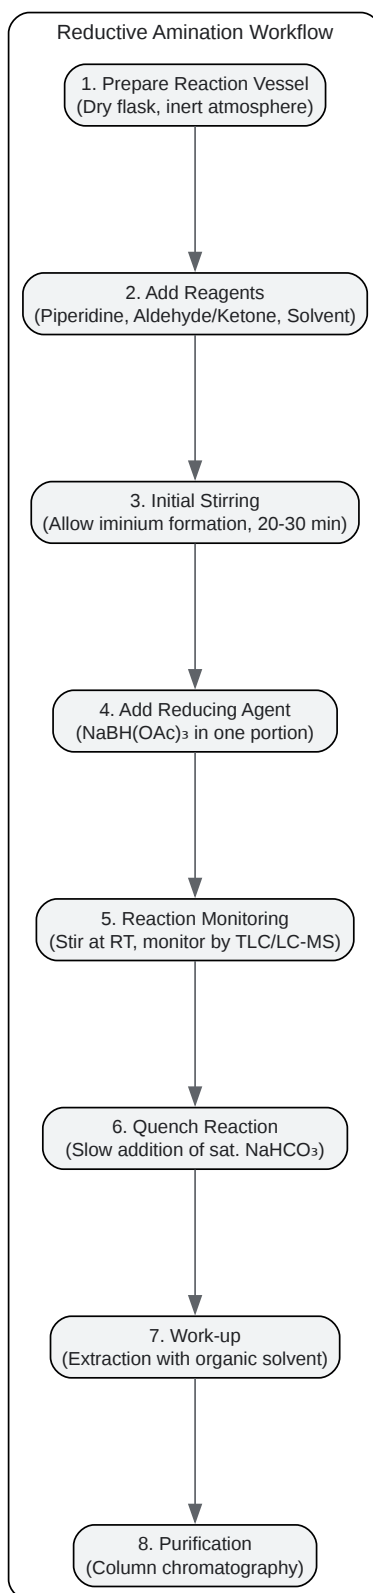 Reductive Amination Workflow
1. Prepare Reaction Vessel
(Dry flask, inert atmosphere)
2. Add Reagents
(Piperidine, Aldehyde/Ketone, Solvent)
3. Initial Stirring
(Allow iminium formation, 20-30 min)
4. Add Reducing Agent
(NaBH(OAc)₃ in one portion)
5. Reaction Monitoring
(Stir at RT, monitor by TLC/LC-MS)
6. Quench Reaction
(Slow addition of sat. NaHCO₃)
7. Work-up
(Extraction with organic solvent)
8. Purification
(Column chromatography)